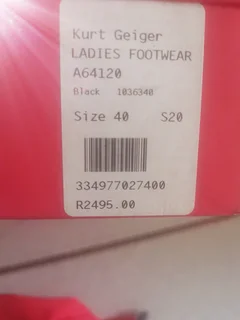 Kurt Geiger
LADIES FOOTWEAR
A64120
Black 1036340
Size 40 S20
334977027400
R2495.00